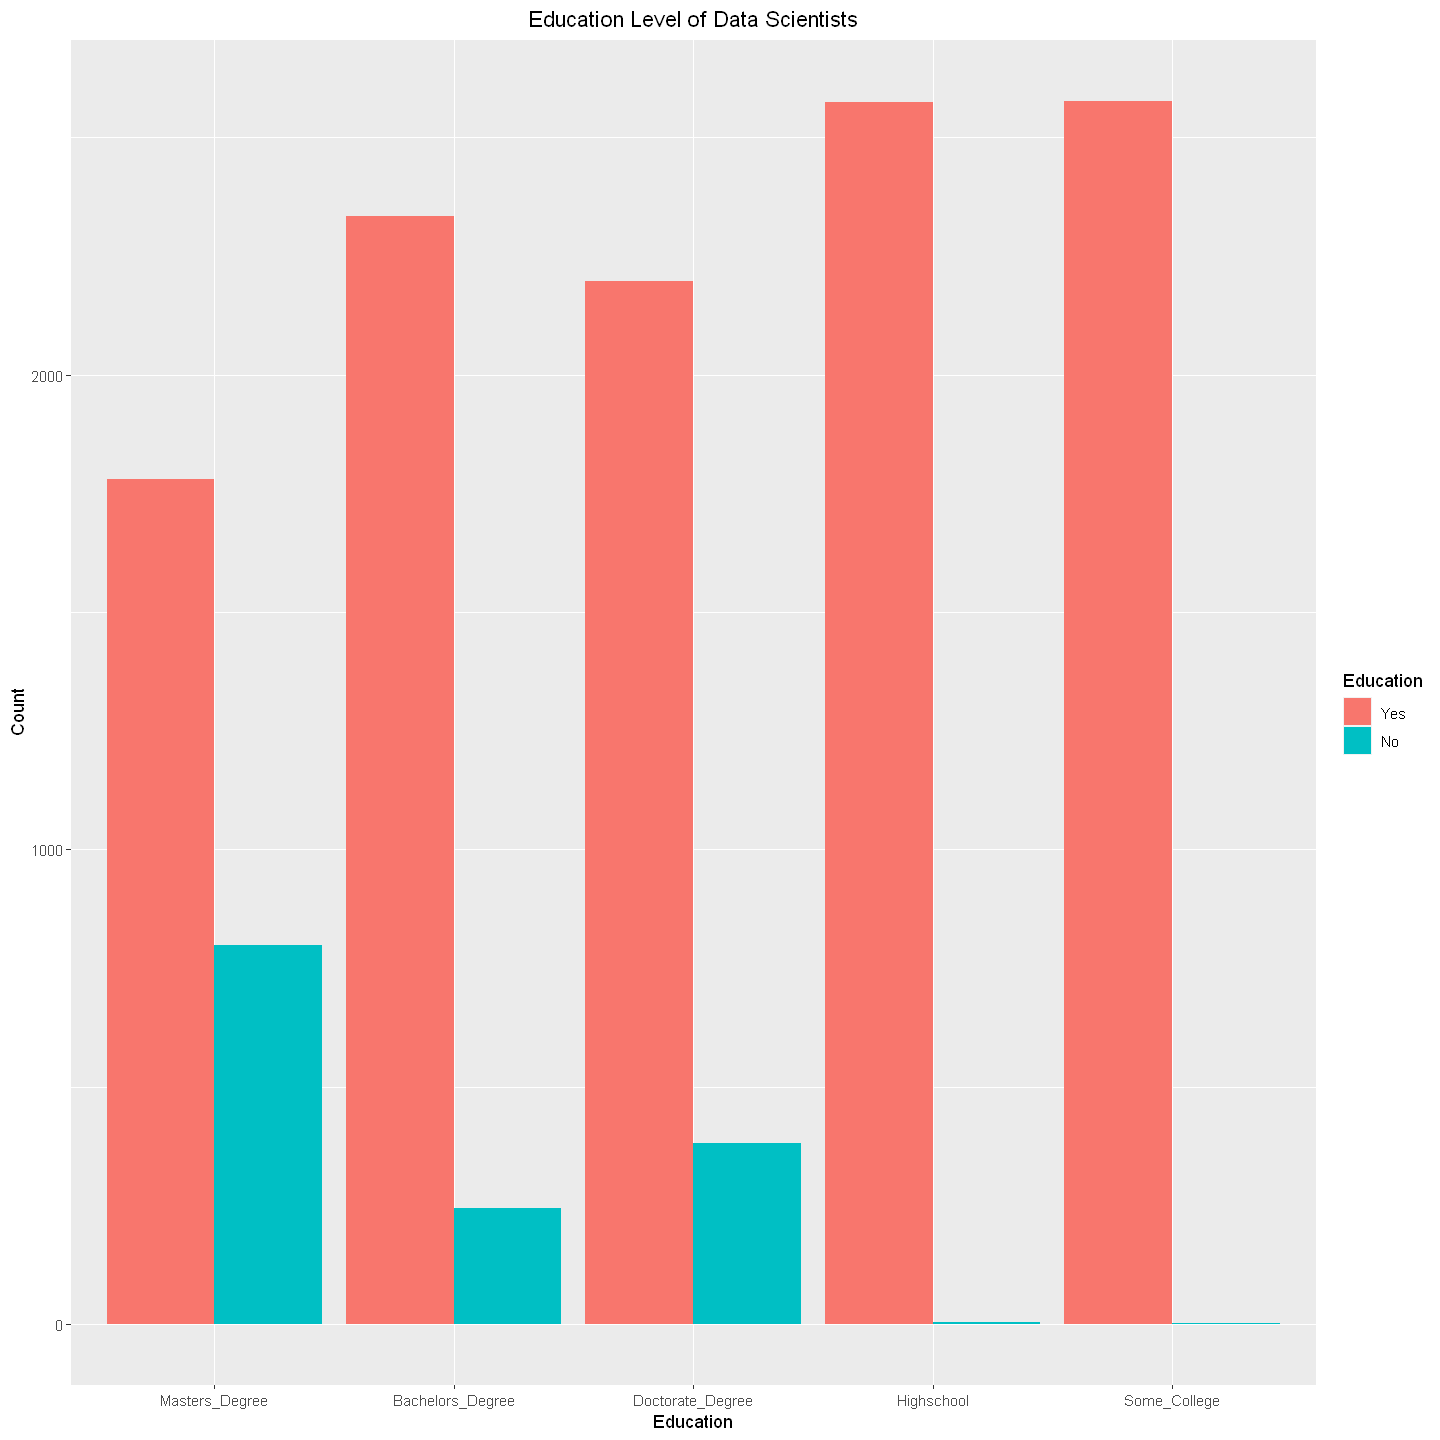 Education Level of Data Scientists
Count
2000
1000
0
Masters_Degree
Bachelors_Degree
Doctorate_Degree
Highschool
Some_College
Education
Education
Yes
No